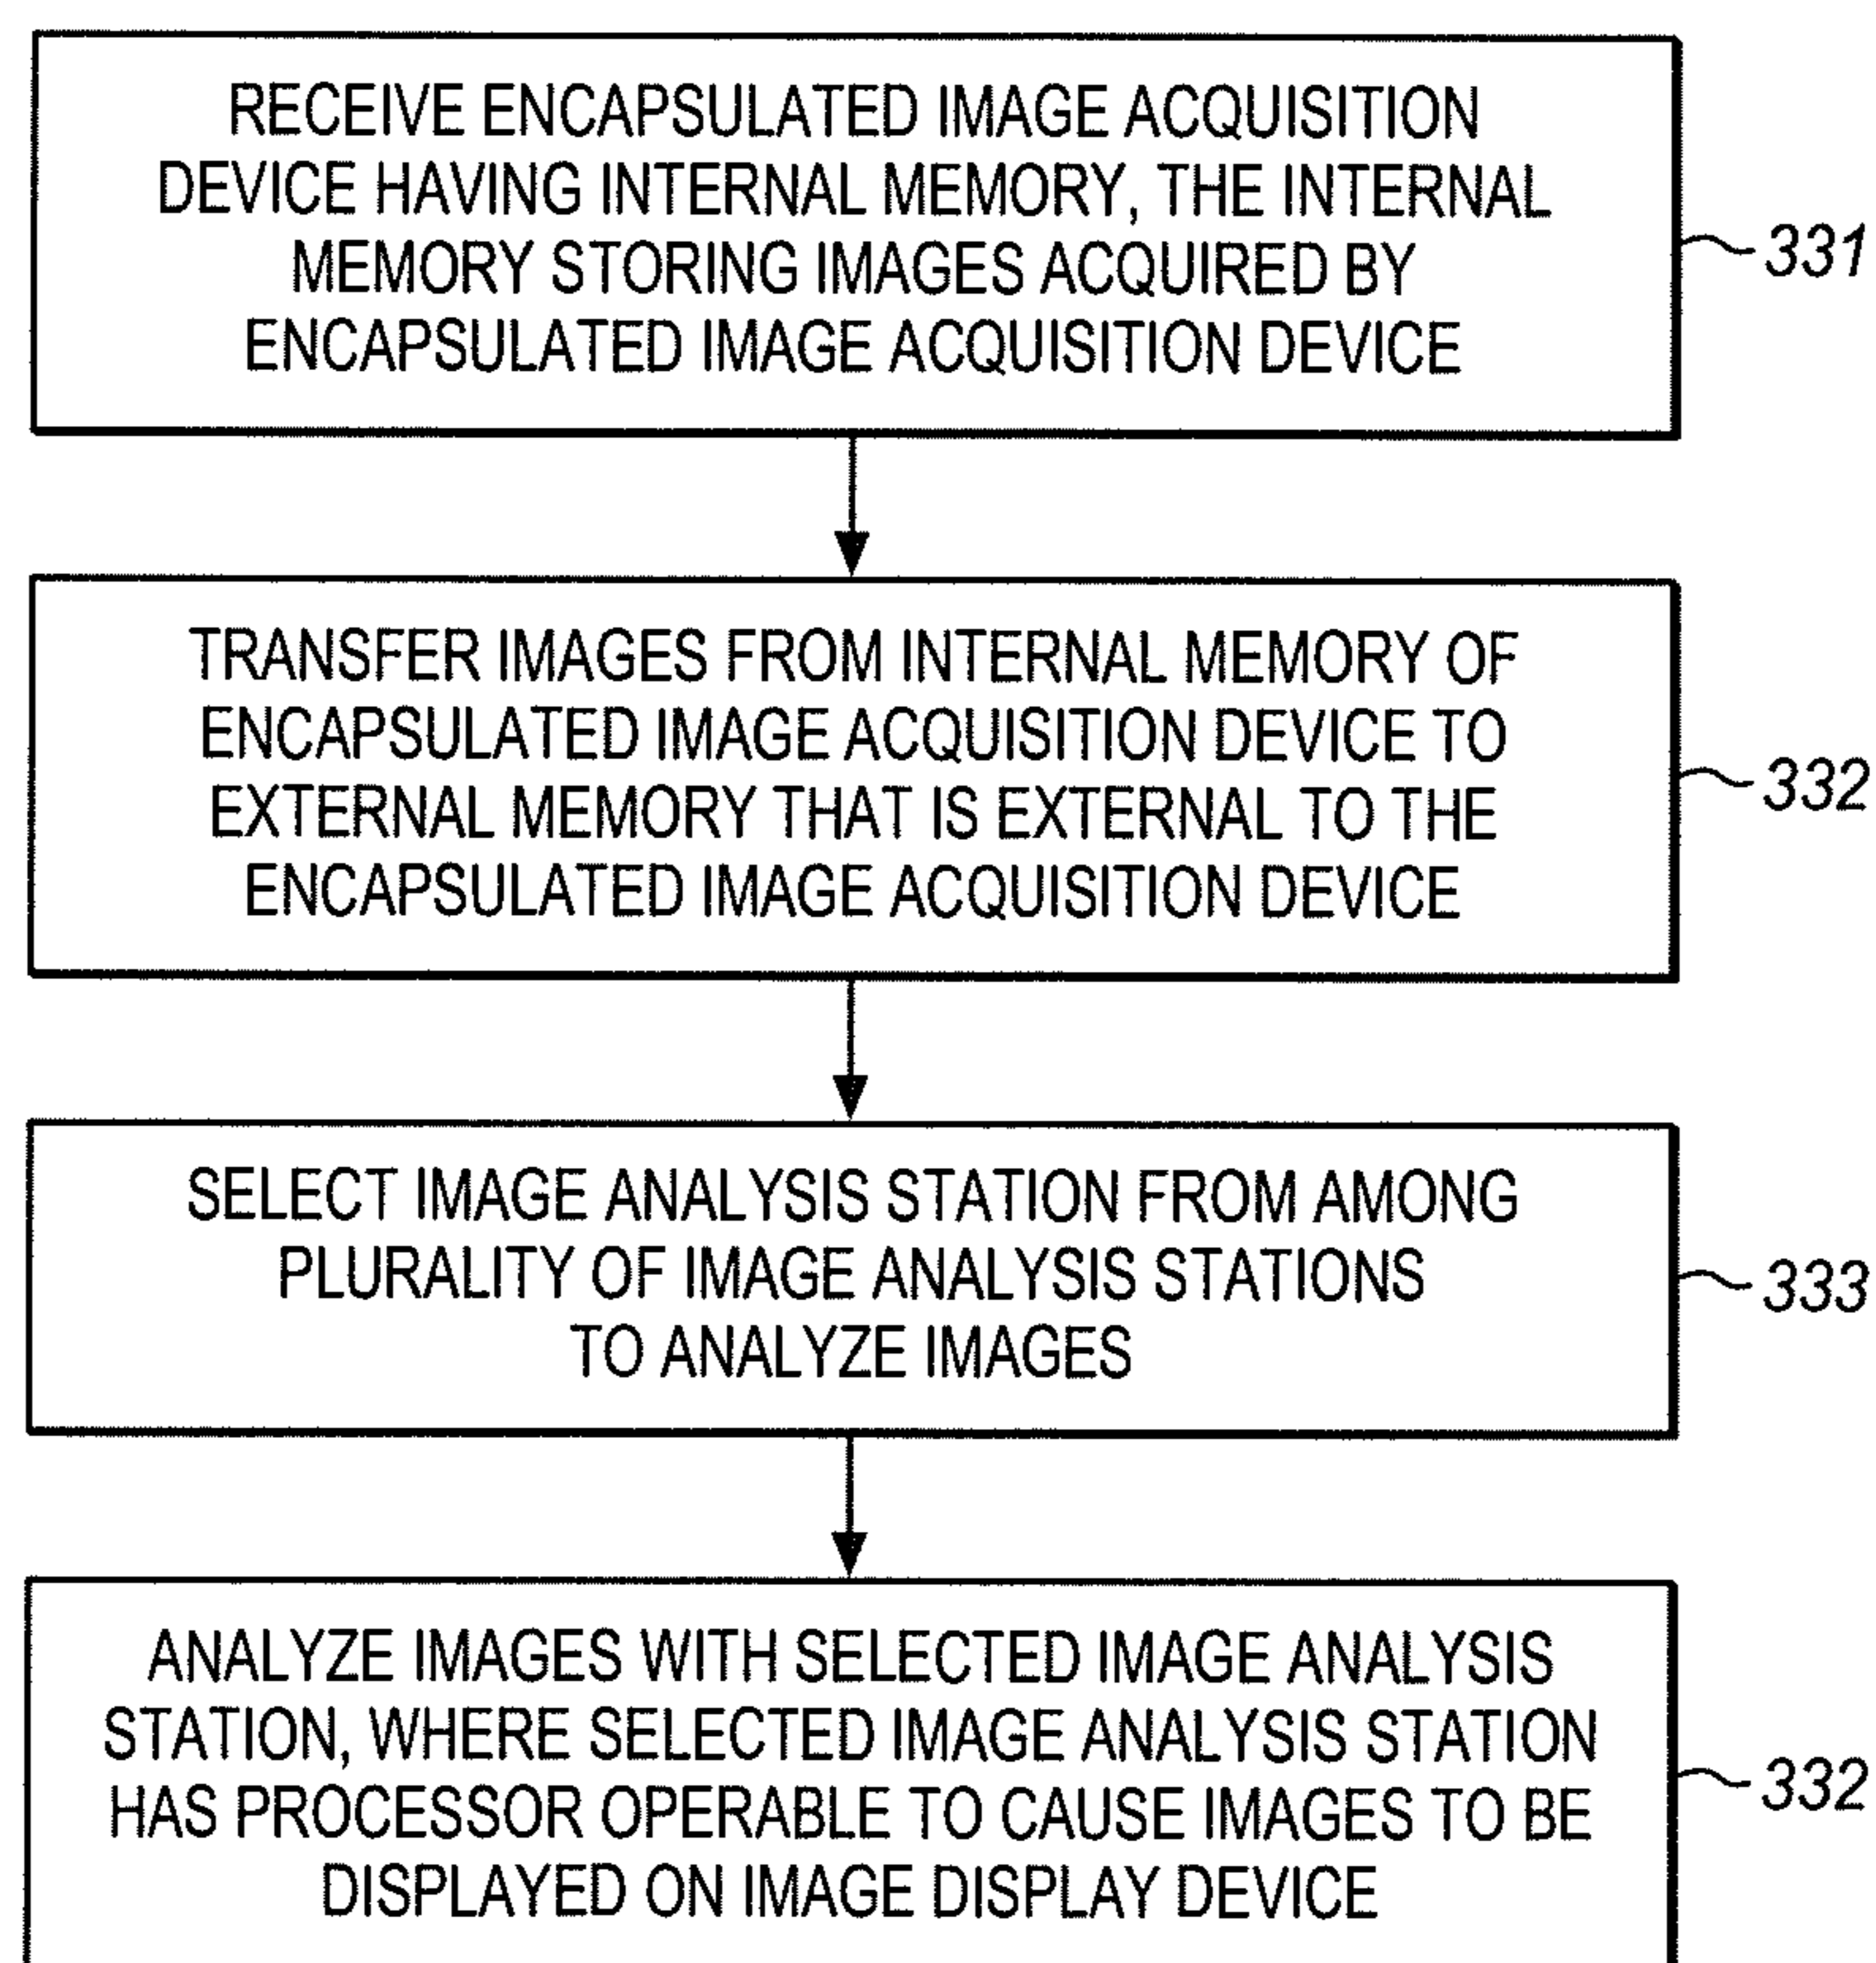 RECEIVE ENCAPSULATED IMAGE ACQUISITION
DEVICE HAVING INTERNAL MEMORY, THE INTERNAL
MEMORY STORING IMAGES ACQUIRED BY
ENCAPSULATED IMAGE ACQUISITION DEVICE
331
TRANSFER IMAGES FROM INTERNAL MEMORY OF
ENCAPSULATED IMAGE ACQUISITION DEVICE TO
EXTERNAL MEMORY THAT IS EXTERNAL TO THE
ENCAPSULATED IMAGE ACQUISITION DEVICE
332
SELECT IMAGE ANALYSIS STATION FROM AMONG
PLURALITY OF IMAGE ANALYSIS STATIONS
TO ANALYZE IMAGES
333
ANALYZE IMAGES WITH SELECTED IMAGE ANALYSIS
STATION, WHERE SELECTED IMAGE ANALYSIS STATION
HAS PROCESSOR OPERABLE TO CAUSE IMAGES TO BE
DISPLAYED ON IMAGE DISPLAY DEVICE
332